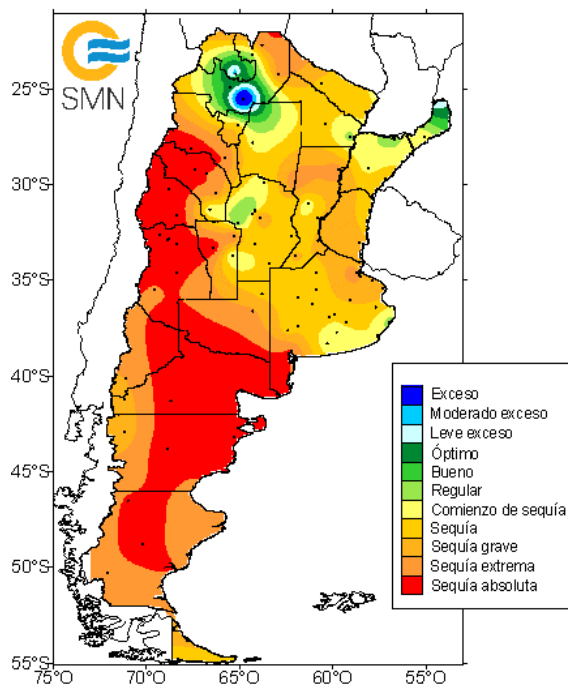 SMN
25°S
30°S
35°S
40°S
45°S
50°S
55°S
75°O
70°O
65°O
60°O
55°O
Exceso
Moderado exceso
Leve exceso
Óptimo
Bueno
Regular
Comienzo de sequía
Sequía
Sequía grave
Sequía extrema
Sequía absoluta